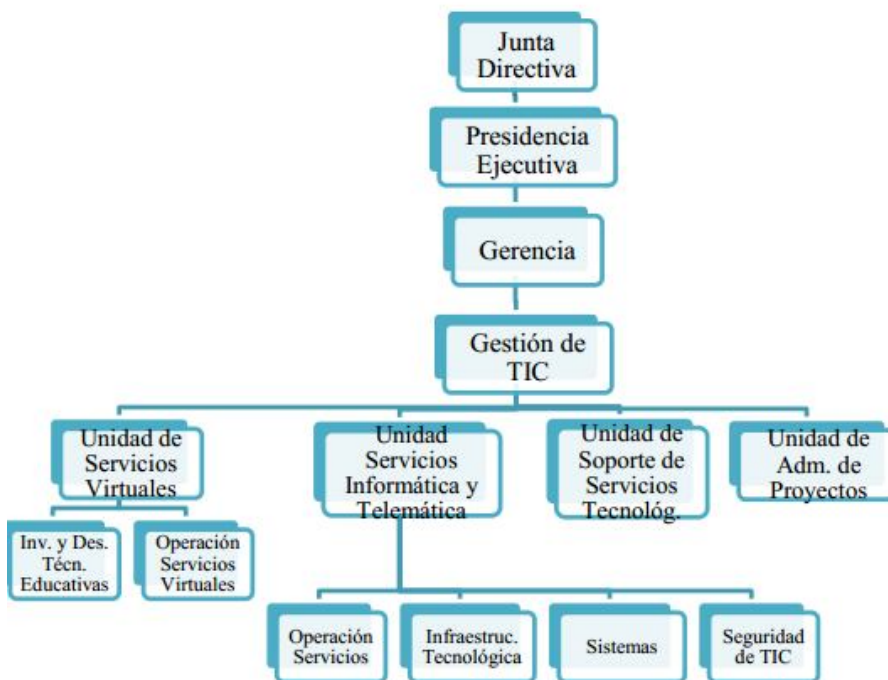 Junta
Directiva
Presidencia
Ejecutiva
Gerencia
Gestión de
TIC
Unidad de
Servicios
Virtuales
Unidad
Servicios
Informática y
Telemática
Unidad de
Soporte de
Servicios
Tecnológ.
Unidad de
Adm. de
Proyectos
Inv. y Des.
Técn.
Educativas
Operación
Servicios
Virtuales
Operación
Servicios
Infraestruc.
Tecnológica
Sistemas
Seguridad
de TIC